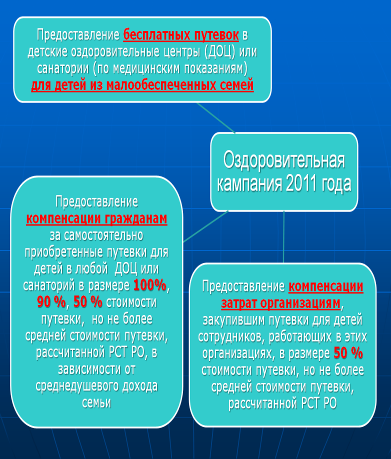 Предоставление бесплатных путевок в
детские оздоровительные центры (ДОЦ) или
санатории (по медицинским показаниям)
для детей из малообеспеченных семей
Оздоровительная
кампания 2011 года
Предоставление
компенсации гражданам
за самостоятельно
приобретенные путевки для
детей в любой ДОЦ или
санаторий в размере 100%,
90 %, 50 % стоимости
путевки, но не более
средней стоимости путевки,
рассчитанной РСТ РО, в
зависимости от
среднедушевого дохода
семьи
Предоставление компенсации
затрат организациям,
закупившим путевки для детей
сотрудников, работающих в этих
организациях, в размере 50 %
стоимости путевки, но не более
средней стоимости путевки,
рассчитанной РСТ РО